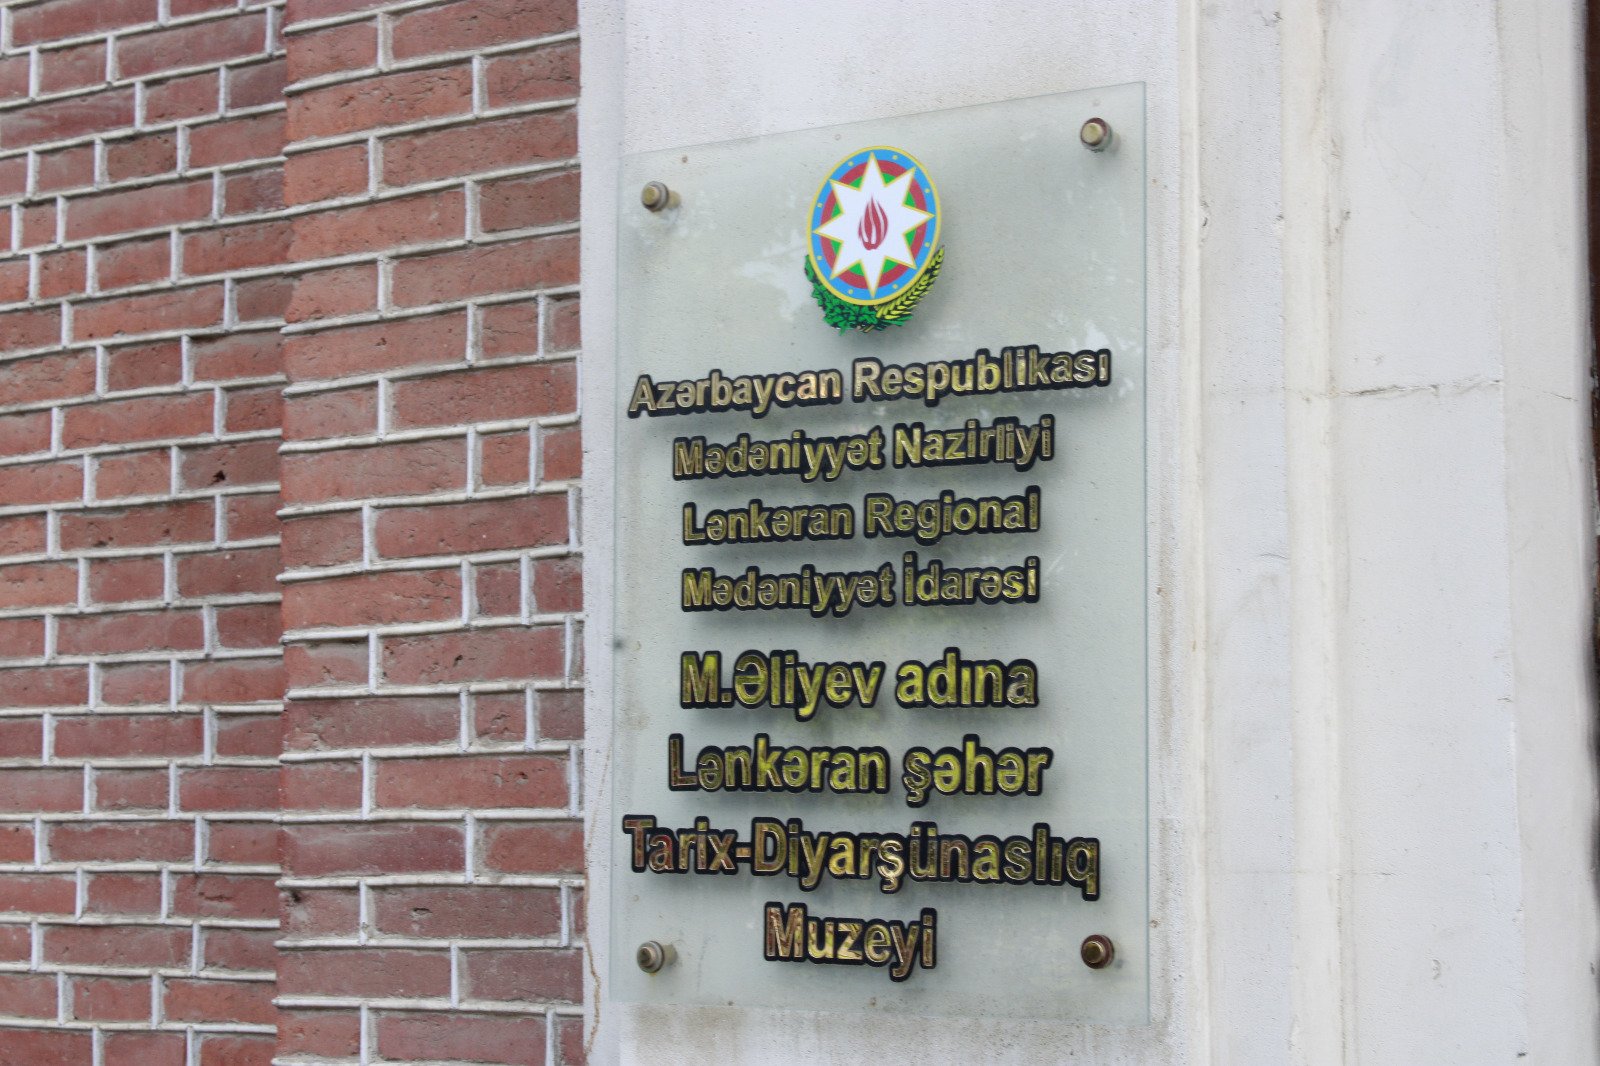 Azərbaycan Respublikası
Mədəniyyət Nazirliyi
Lənkəran Regional
Mədəniyyət İdarəsi
M.Əliyev adına
Lənkəran şəhər
Tarix-Diyarşünaslıq
Muzeyi